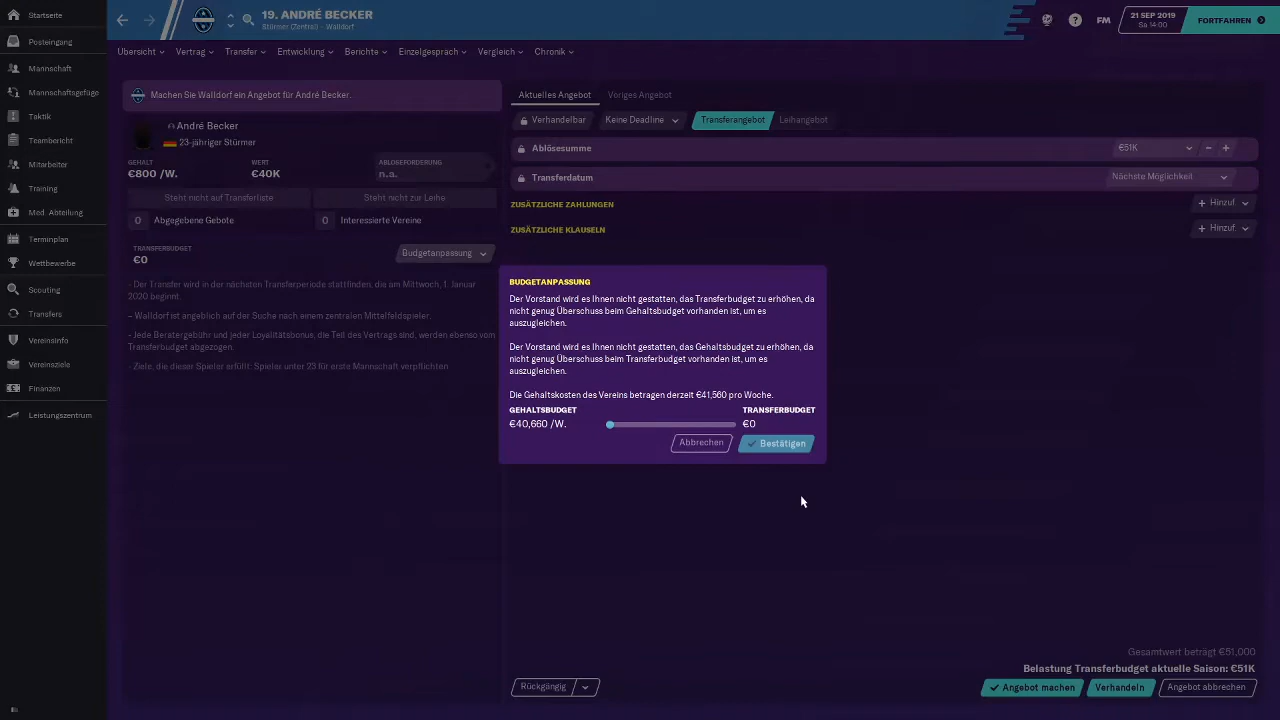 Startseite
Posteingang
Mannschaft
Mannschaftsgefüge
Taktik
Teambericht
Mitarbeiter
Training
Med. Abteilung
Terminplan
Wettbewerbe
Scouting
Transfers
Vereinsinfo
Vereinsziele
Finanzen
Leistungszentrum
19. ANDRÉ BECKER
Stürmer (Zentral) - Walldorf
FM
21 SEP 2019
Sa 14:00
FORTFAHREN
Übersicht Vertrag Transfer Entwicklung Berichte Einzelgespräch Vergleich Chronik
Machen Sie Walldorf ein Angebot für André Becker.
André Becker
23-jähriger Stürmer
GEHALT WERT ABLÖSEFORDERUNG
€800 /W. €40K n.a.
Steht nicht auf Transferliste Steht nicht zur Leihe
0 Abgegebene Gebote 0 Interessierte Vereine
TRANSFERBUDGET
€0
Budgetanpassung
- Der Transfer wird in der nächsten Transferperiode stattfinden, die am Mittwoch, 1. Januar
2020 beginnt.
- Walldorf ist angeblich auf der Suche nach einem zentralen Mittelfeldspieler.
- Jede Beratergebühr und jeder Loyalitätsbonus, die Teil des Vertrags sind, werden ebenso vom
Transferbudget abgezogen.
- Ziele, die dieser Spieler erfüllt: Spieler unter 23 für erste Mannschaft verpflichten
Aktuelles Angebot Voriges Angebot
Verhandelbar Keine Deadline Transferangebot Leihangebot
Ablösesumme €51K - +
Transferdatum Nächste Möglichkeit
ZUSÄTZLICHE ZAHLUNGEN + Hinzuf.
ZUSÄTZLICHE KLAUSELN + Hinzuf.
BUDGETANPASSUNG
Der Vorstand wird es Ihnen nicht gestatten, das Transferbudget zu erhöhen, da
nicht genug Überschuss beim Gehaltsbudget vorhanden ist, um es
auszugleichen.
Der Vorstand wird es Ihnen nicht gestatten, das Gehaltsbudget zu erhöhen, da
nicht genug Überschuss beim Transferbudget vorhanden ist, um es
auszugleichen.
Die Gehaltskosten des Vereins betragen derzeit €41,560 pro Woche.
GEHALTSBUDGET TRANSFERBUDGET
€40,660 /W. €0
Abbrechen Bestätigen
Gesamtwert beträgt €51,000
Belastung Transferbudget aktuelle Saison: €51K
Rückgängig Angebot machen Verhandeln Angebot abbrechen